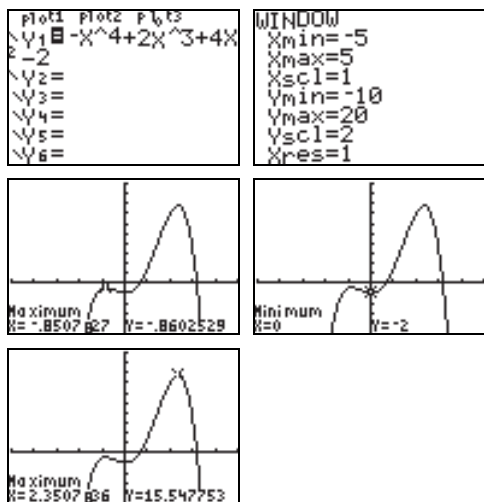 Plot1 Plot2 Plot3
\Y1=-X^4+2X^3+4X
²-2
\Y2=
\Y3=
\Y4=
\Y5=
\Y6=
WINDOW
Xmin=-5
Xmax=5
Xscl=1
Ymin=-10
Ymax=20
Yscl=2
Xres=1
Maximum
Y=-.8602529
Minimum
X=0 Y=-2
Maximum
Y=15.547753